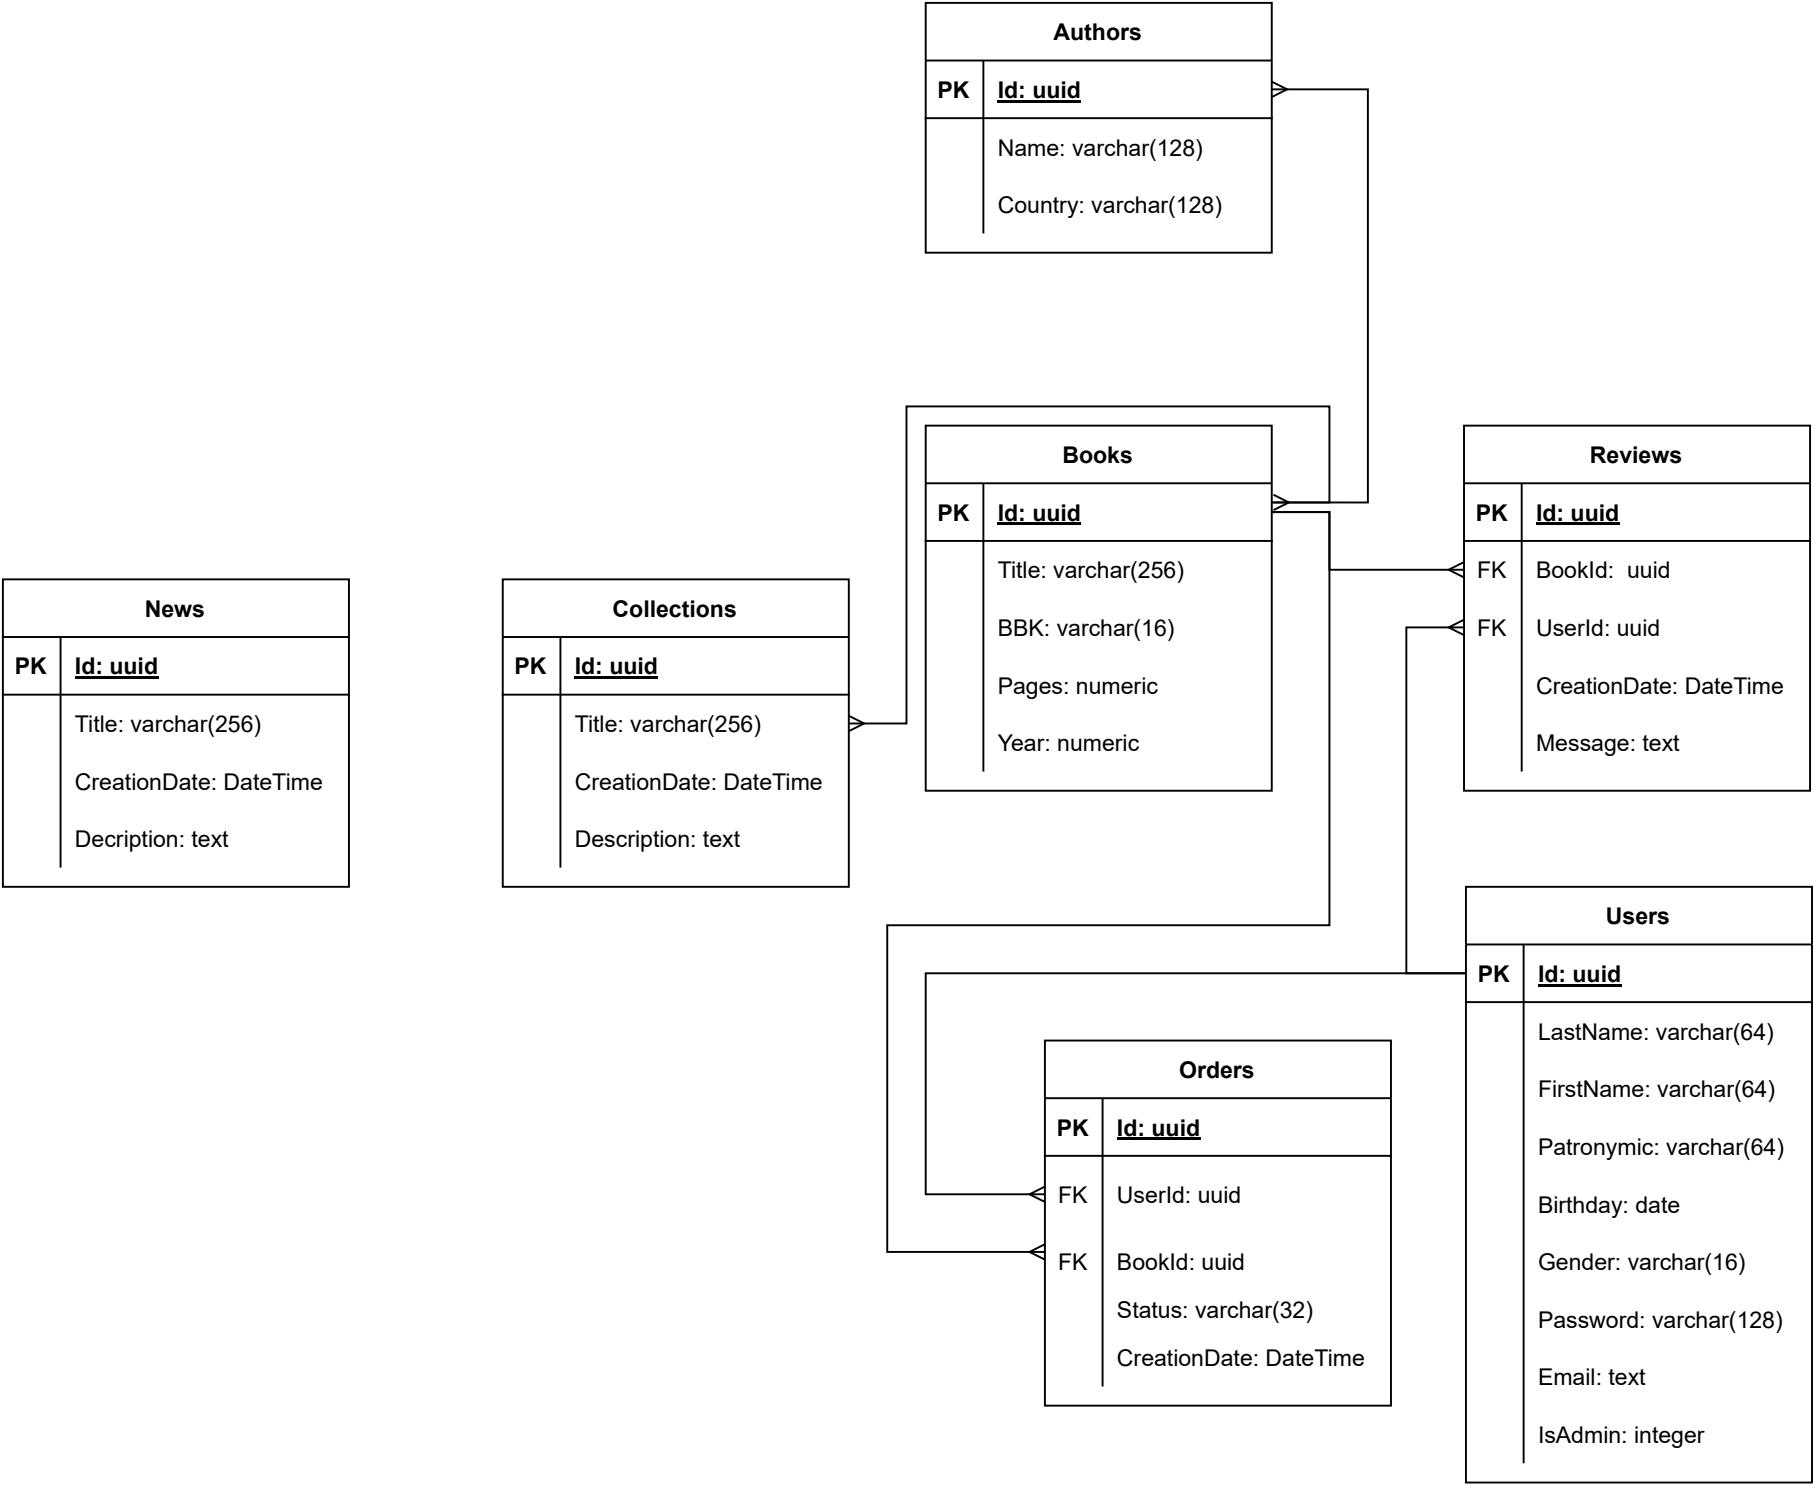 Authors
PK Id: uuid
Name: varchar(128)
Country: varchar(128)
Books
PK Id: uuid
Title: varchar(256)
BBK: varchar(16)
Pages: numeric
Year: numeric
Reviews
PK Id: uuid
FK BookId:  uuid
FK UserId: uuid
CreationDate: DateTime
Message: text
News
PK Id: uuid
Title: varchar(256)
CreationDate: DateTime
Decription: text
Collections
PK Id: uuid
Title: varchar(256)
CreationDate: DateTime
Description: text
Users
PK Id: uuid
LastName: varchar(64)
FirstName: varchar(64)
Patronymic: varchar(64)
Birthday: date
Gender: varchar(16)
Password: varchar(128)
Email: text
IsAdmin: integer
Orders
PK Id: uuid
FK UserId: uuid
FK BookId: uuid
Status: varchar(32)
CreationDate: DateTime